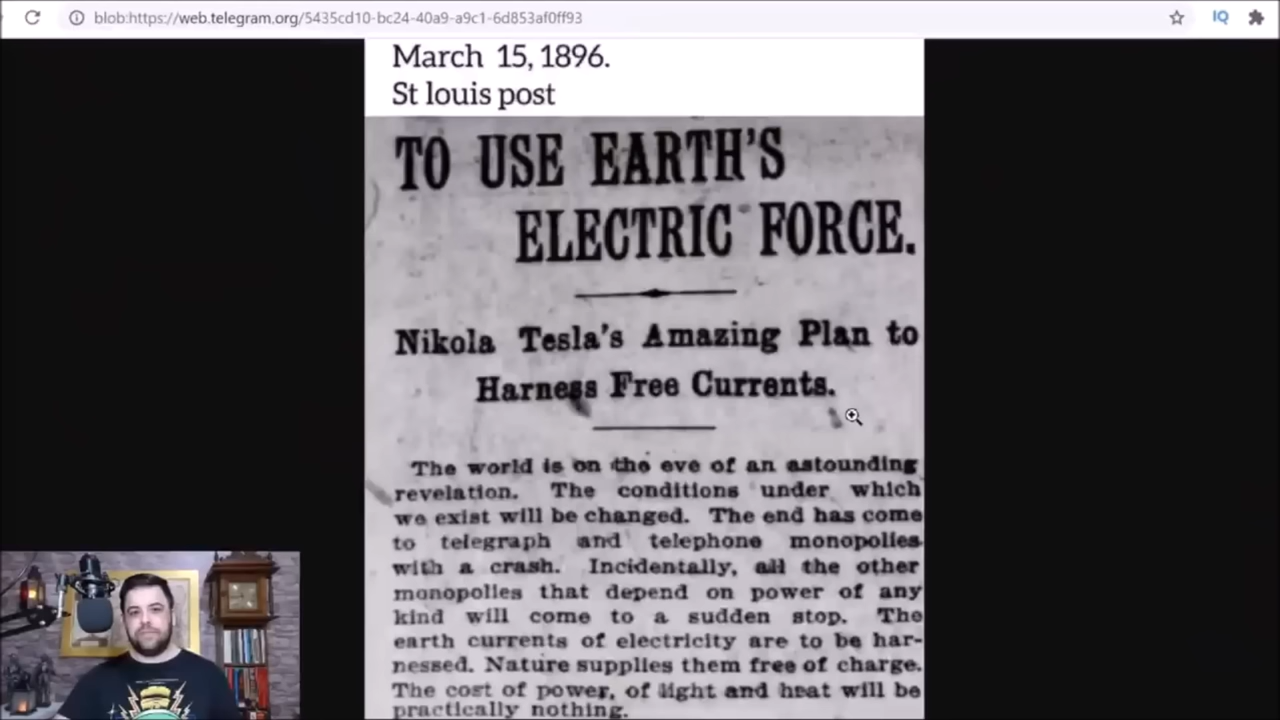 blob:https://web.telegram.org/5435cd10-bc24-40a9-a9c1-6d853af0ff93
IQ
March 15, 1896.
St louis post
TO USE EARTH'S
ELECTRIC FORCE.
Nikola Tesla's Amazing Plan to
Harness Free Currents.
The world is on the eve of an astounding
revelation. The conditions under which
we exist will be changed. The end has come
to telegraph and telephone monopolies
with a crash. Incidentally, all the other
monopolies that depend on power of any
kind will come to a sudden stop. The
earth currents of electricity are to be har-
nessed. Nature supplies them free of charge.
The cost of power, of light and heat will be
practically nothing.